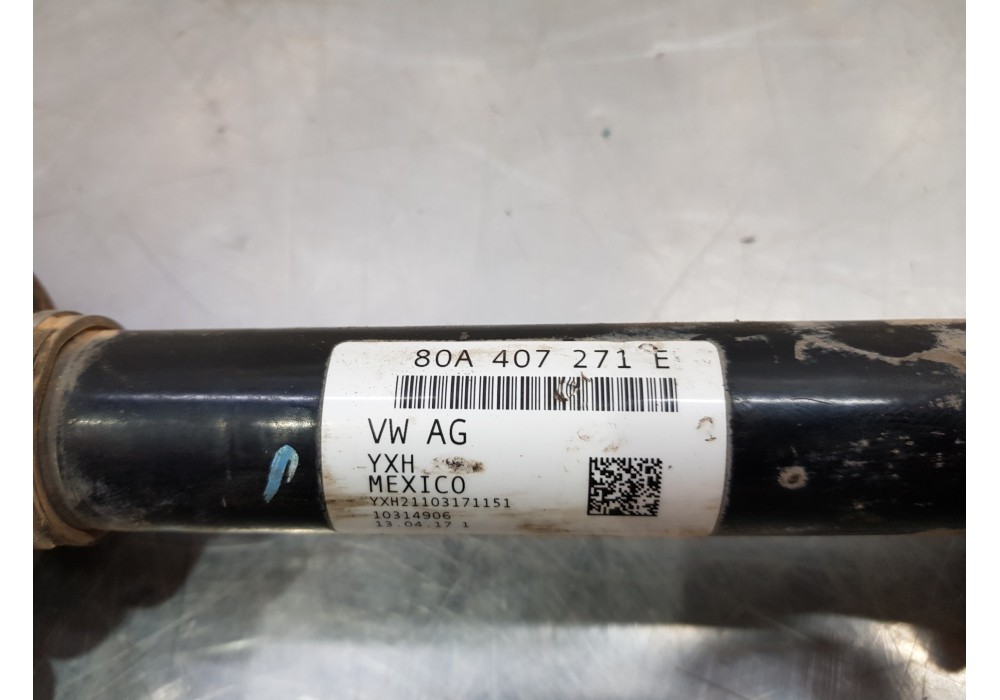 80A 407 271 E
VW AG
YXH
MEXICO
YXH21103171151
10314906
13.04.17 1